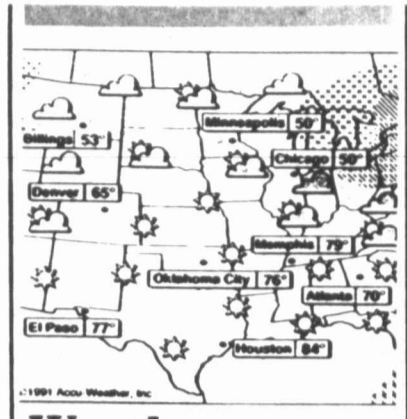 Minneapolis 50°
Billings 53°
Chicago 50°
Denver 65°
Memphis 79°
Oklahoma City 76°
Atlanta 70°
El Paso 77°
Houston 84°
©1991 Accu Weather, Inc